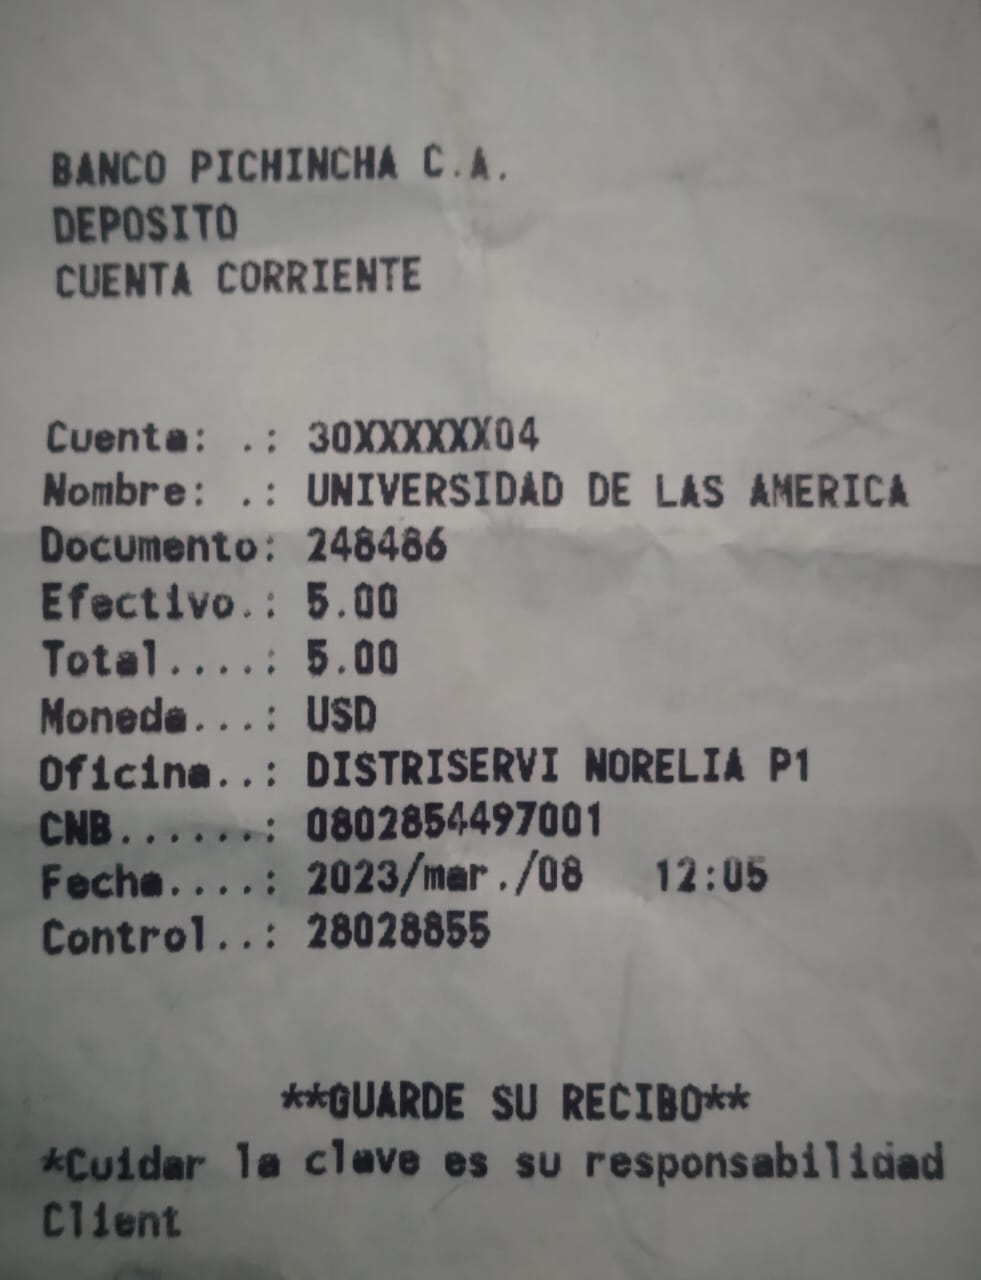 BANCO PICHINCHA C.A.
DEPOSITO
CUENTA CORRIENTE
Cuenta: .: 30XXXXXX04
Nombre: .: UNIVERSIDAD DE LAS AMERICA
Documento: 248486
Efectivo.: 5.00
Total....: 5.00
Moneda...: USD
Oficina..: DISTRISERVI NORELIA P1
CNB......: 0802854497001
Fecha....: 2023/mar./08 12:05
Control..: 28028855
**GUARDE SU RECIBO**
*Cuidar la clave es su responsabilidad
Client